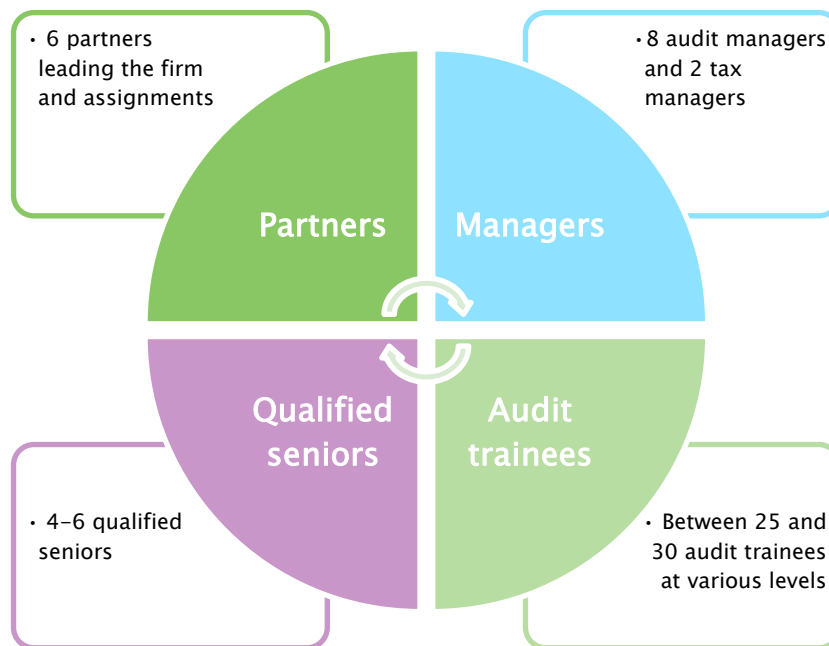 • 6 partners
leading the firm
and assignments
• 8 audit managers
and 2 tax
managers
Partners
Managers
Qualified
seniors
Audit
trainees
• 4-6 qualified
seniors
• Between 25 and
30 audit trainees
at various levels